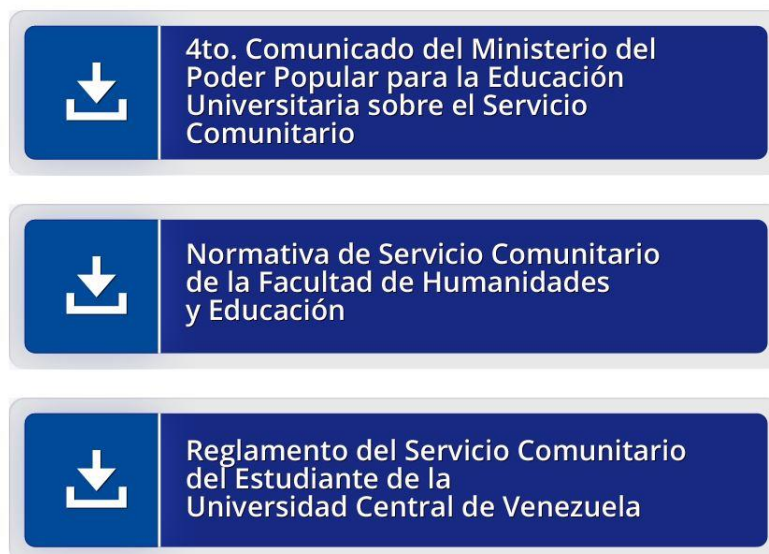 4to. Comunicado del Ministerio del
Poder Popular para la Educación
Universitaria sobre el Servicio
Comunitario
Normativa de Servicio Comunitario
de la Facultad de Humanidades
y Educación
Reglamento del Servicio Comunitario
del Estudiante de la
Universidad Central de Venezuela